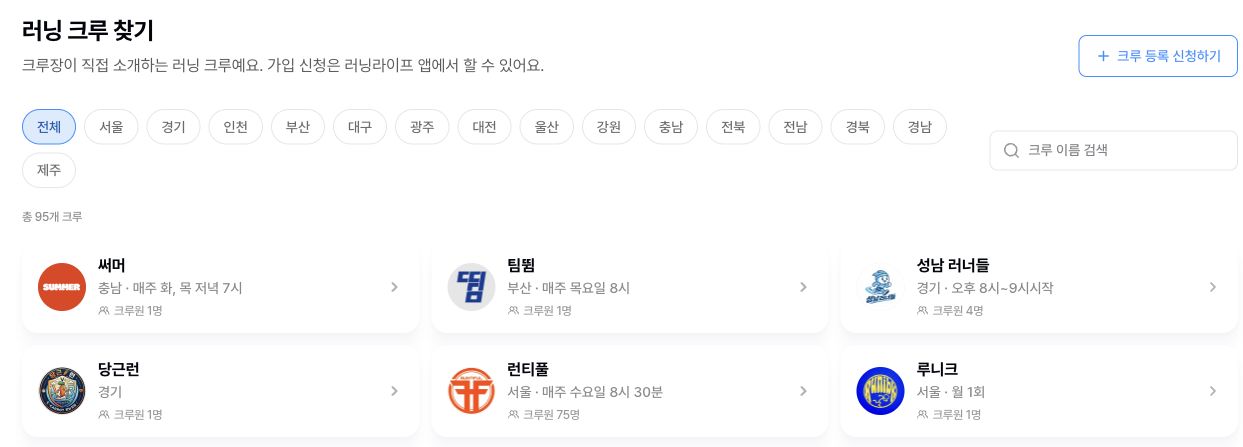 러닝 크루 찾기
크루장이 직접 소개하는 러닝 크루예요. 가입 신청은 러닝라이프 앱에서 할 수 있어요.
+ 크루 등록 신청하기
전체 서울 경기 인천 부산 대구 광주 대전 울산 강원 충남 전북 전남 경북 경남
제주
크루 이름 검색
총 95개 크루
써머
충남 · 매주 화, 목 저녁 7시
크루원 1명
SUMMER
팀뜀
부산 · 매주 목요일 8시
크루원 1명
뜀
성남 러너들
경기 · 오후 8시~9시시작
크루원 4명
당근런
경기
크루원 1명
런티풀
서울 · 매주 수요일 8시 30분
크루원 75명
루니크
서울 · 월 1회
크루원 1명